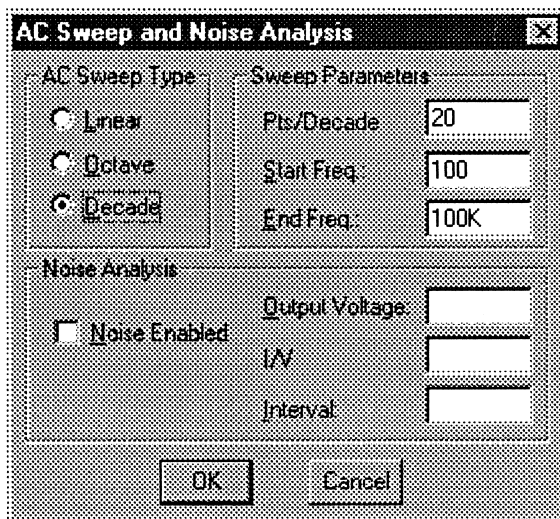 AC Sweep and Noise Analysis
AC Sweep Type
Linear
Octave
Decade
Sweep Parameters
Pts/Decade 20
Start Freq.: 100
End Freq.: 100K
Noise Analysis
Noise Enabled
Output Voltage:
I/V
Interval:
OK Cancel